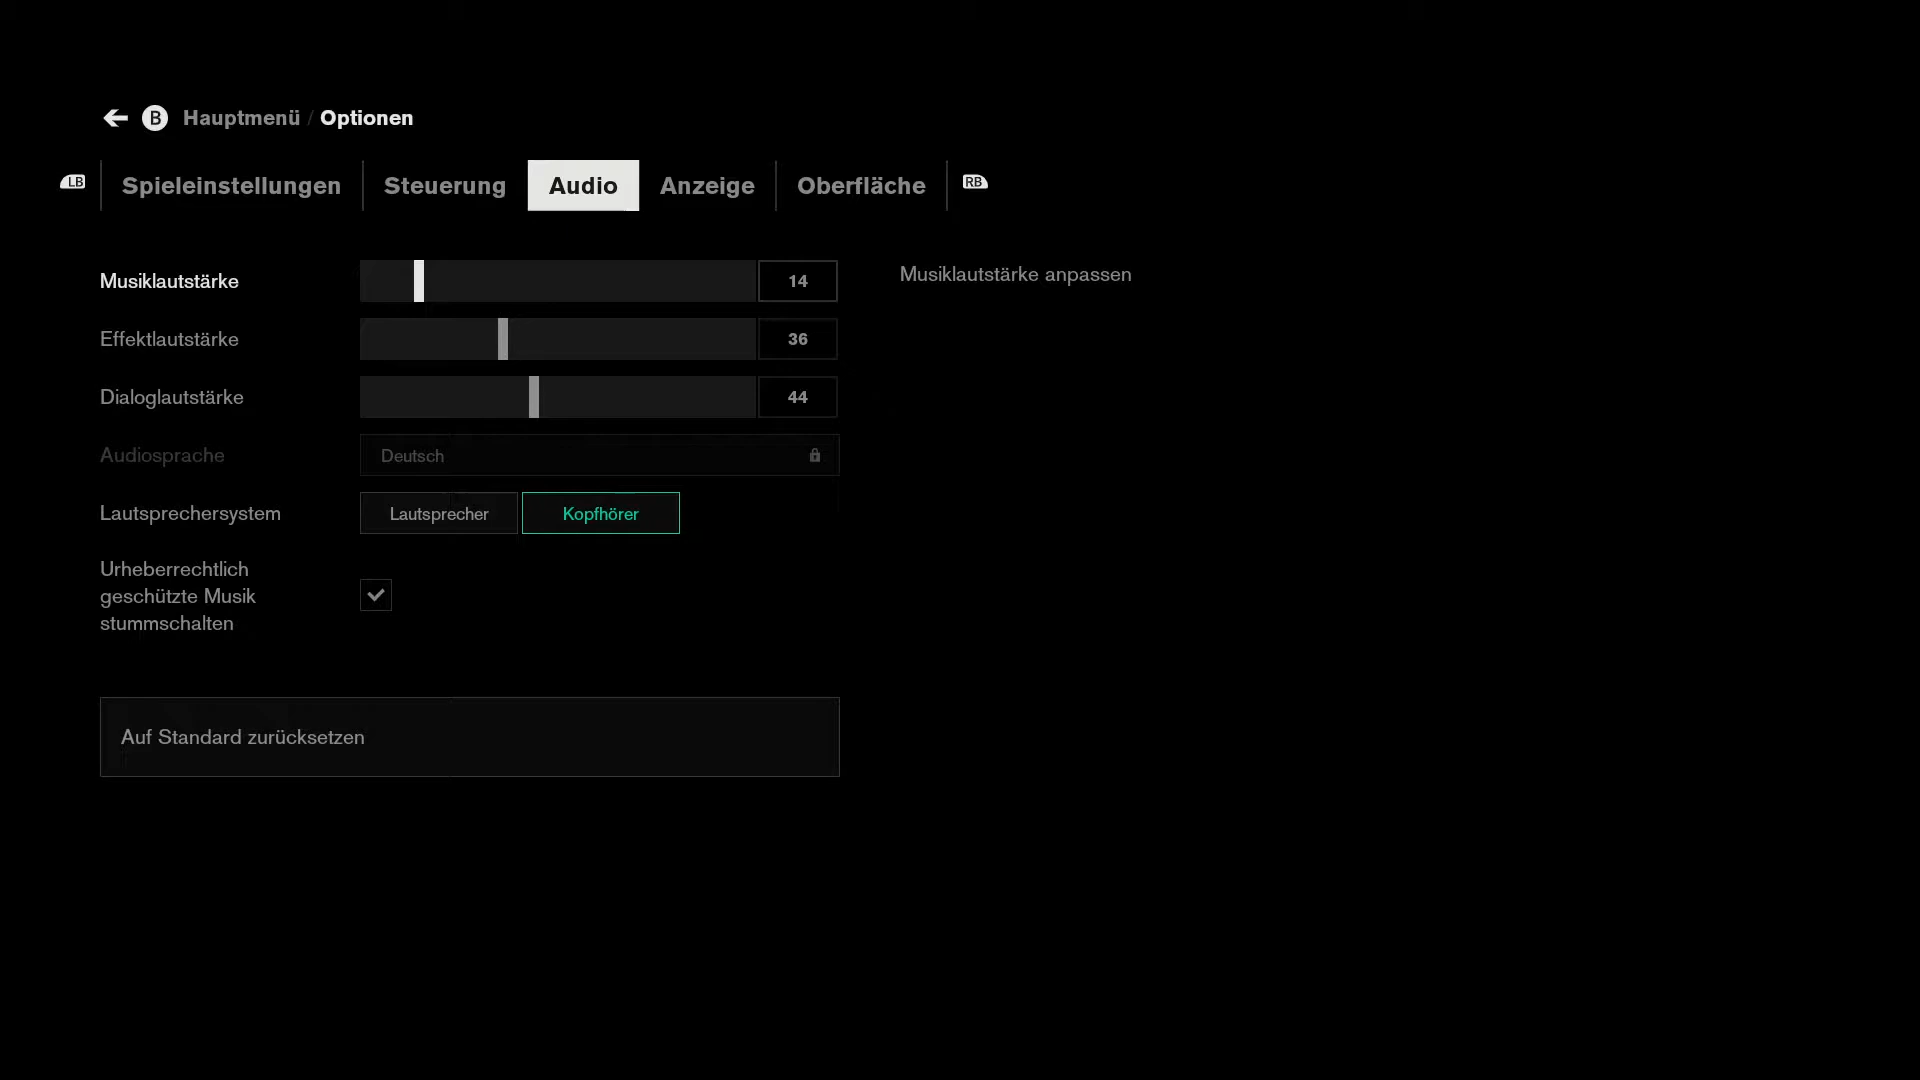 B Hauptmenü / Optionen
LB Spieleinstellungen Steuerung Audio Anzeige Oberfläche RB
Musiklautstärke 14 Musiklautstärke anpassen
Effektlautstärke 36
Dialoglautstärke 44
Audiosprache Deutsch
Lautsprechersystem Lautsprecher Kopfhörer
Urheberrechtlich
geschützte Musik
stummschalten
Auf Standard zurücksetzen